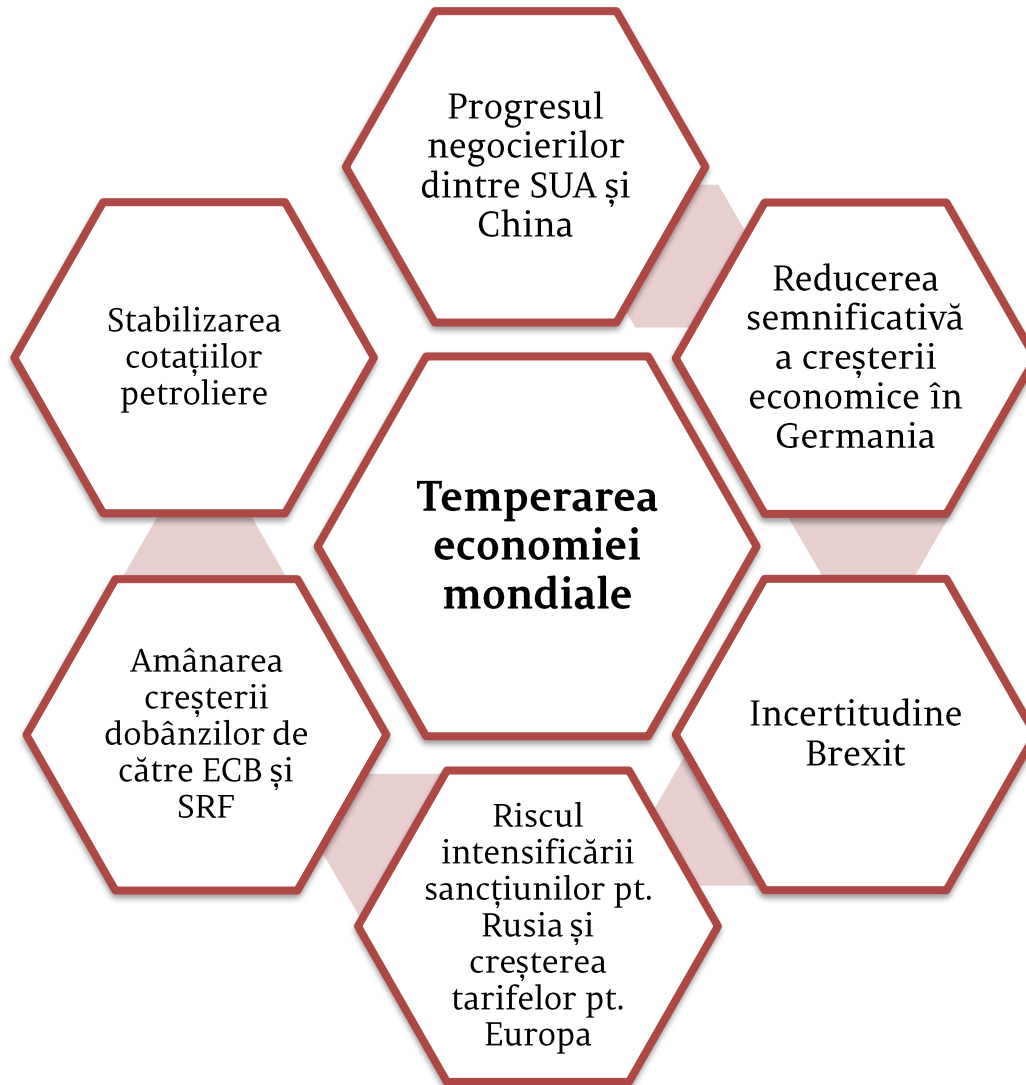 Progresul
negocierilor
dintre SUA și
China
Reducerea
semnificativă
a creșterii
economice în
Germania
Incertitudine
Brexit
Riscul
intensificării
sancțiunilor pt.
Rusia și
creșterea
tarifelor pt.
Europa
Amânarea
creșterii
dobânzilor de
către ECB și
SRF
Stabilizarea
cotațiilor
petroliere
Temperarea
economiei
mondiale